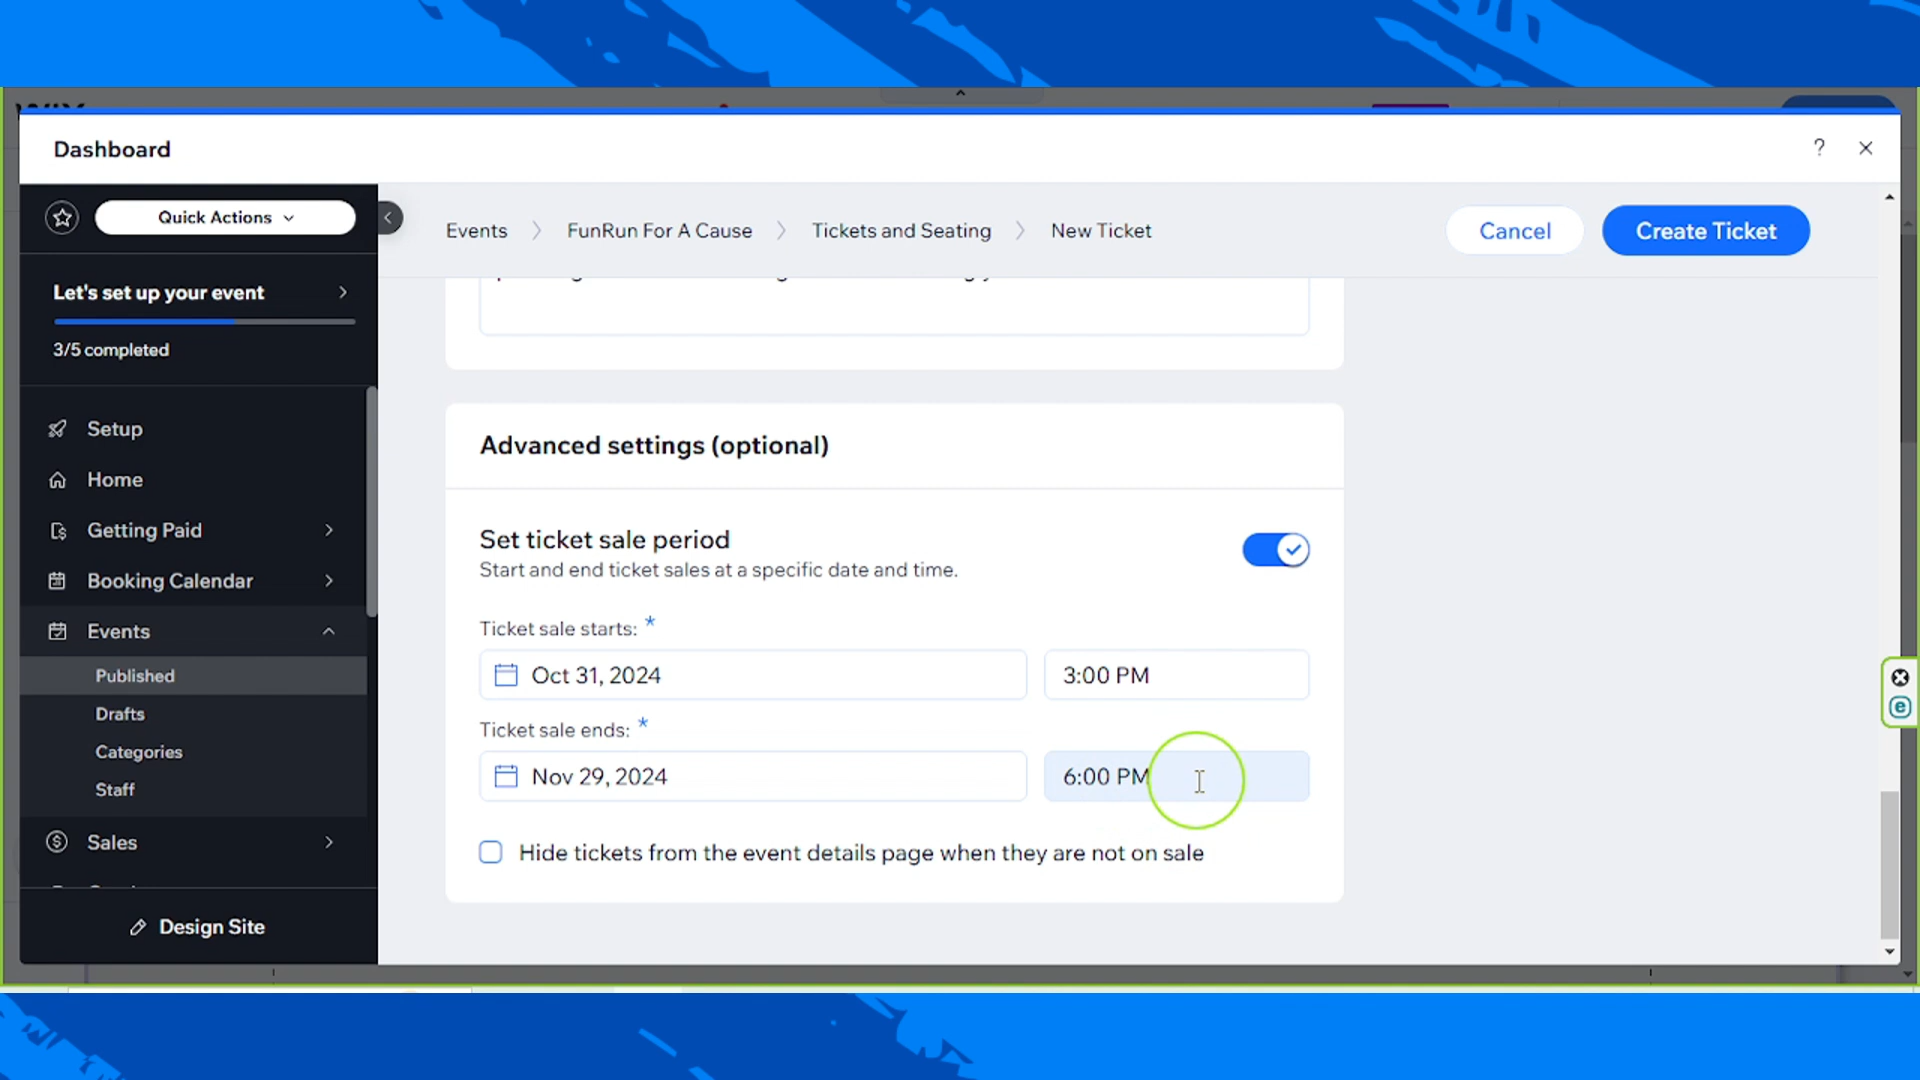 Dashboard
?
Quick Actions
Events
FunRun For A Cause
Tickets and Seating
New Ticket
Cancel
Create Ticket
Let's set up your event
3/5 completed
Setup
Home
Getting Paid
Booking Calendar
Events
Published
Drafts
Categories
Staff
Sales
Design Site
Advanced settings (optional)
Set ticket sale period
Start and end ticket sales at a specific date and time.
Ticket sale starts: *
Oct 31, 2024
3:00 PM
Ticket sale ends: *
Nov 29, 2024
6:00 PM
Hide tickets from the event details page when they are not on sale